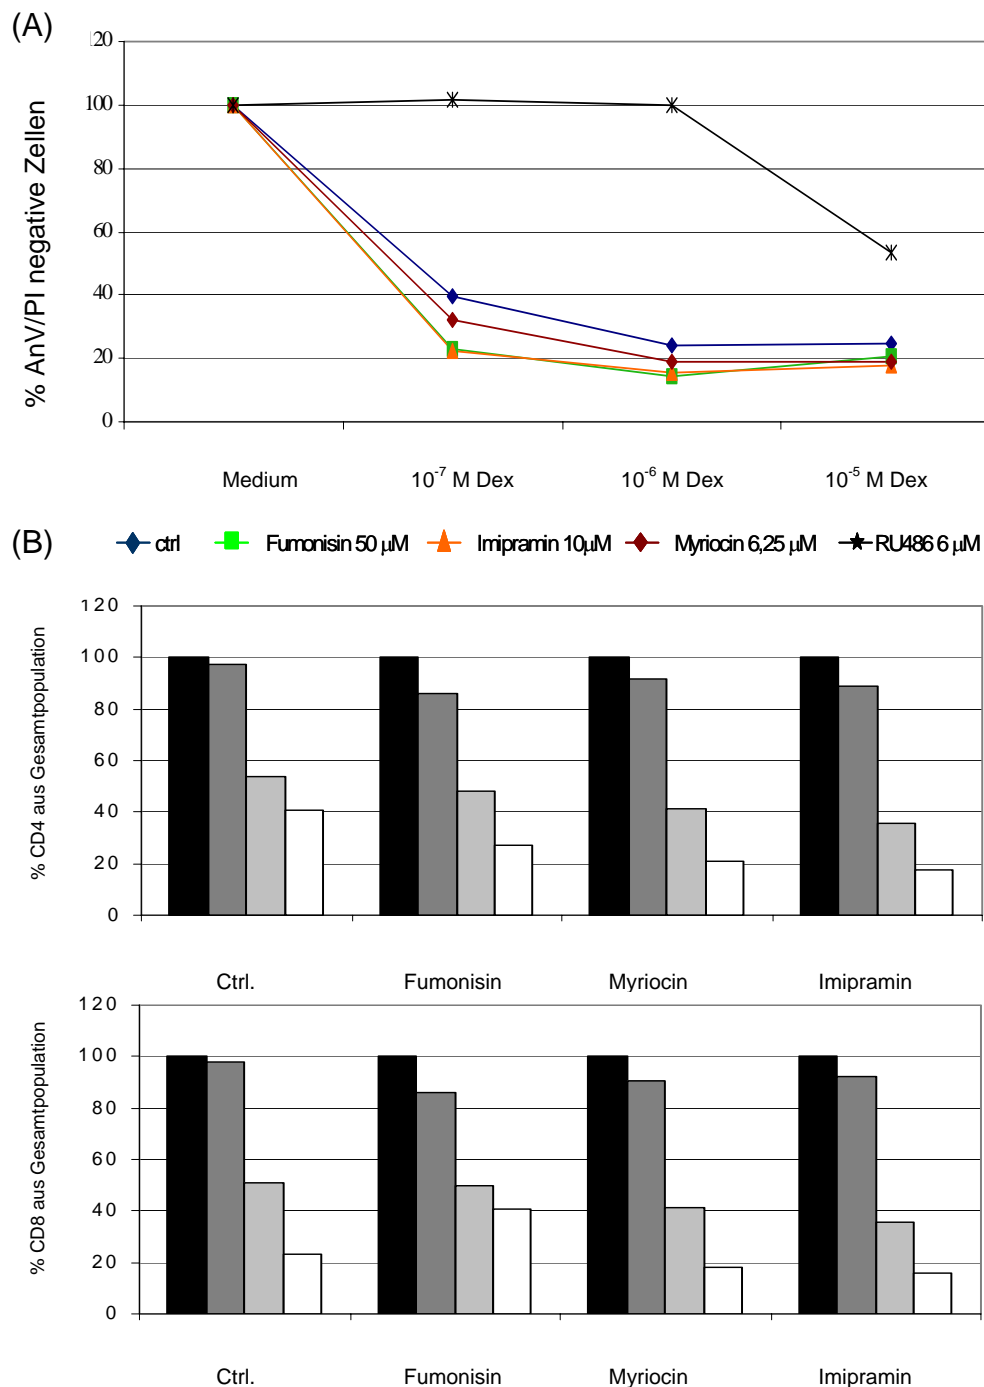 (A)
120
100
80
60
40
20
0
% AnV/PI negative Zellen
Medium 10⁻⁷ M Dex 10⁻⁶ M Dex 10⁻⁵ M Dex
(B)
ctrl Fumonisin 50 µM Imipramin 10µM Myriocin 6,25 µM RU486 6 µM
120
100
80
60
40
20
0
% CD4 aus Gesamtpopulation
Ctrl. Fumonisin Myriocin Imipramin
120
100
80
60
40
20
0
% CD8 aus Gesamtpopulation
Ctrl. Fumonisin Myriocin Imipramin